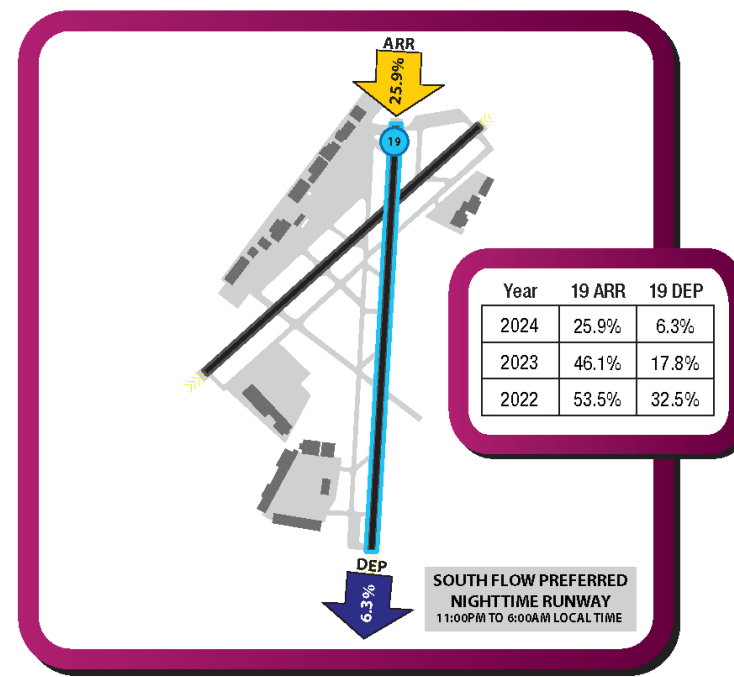 ARR
25.9%
19
Year 19 ARR 19 DEP
2024 25.9% 6.3%
2023 46.1% 17.8%
2022 53.5% 32.5%
DEP
6.3%
SOUTH FLOW PREFERRED
NIGHTTIME RUNWAY
11:00PM TO 6:00AM LOCAL TIME